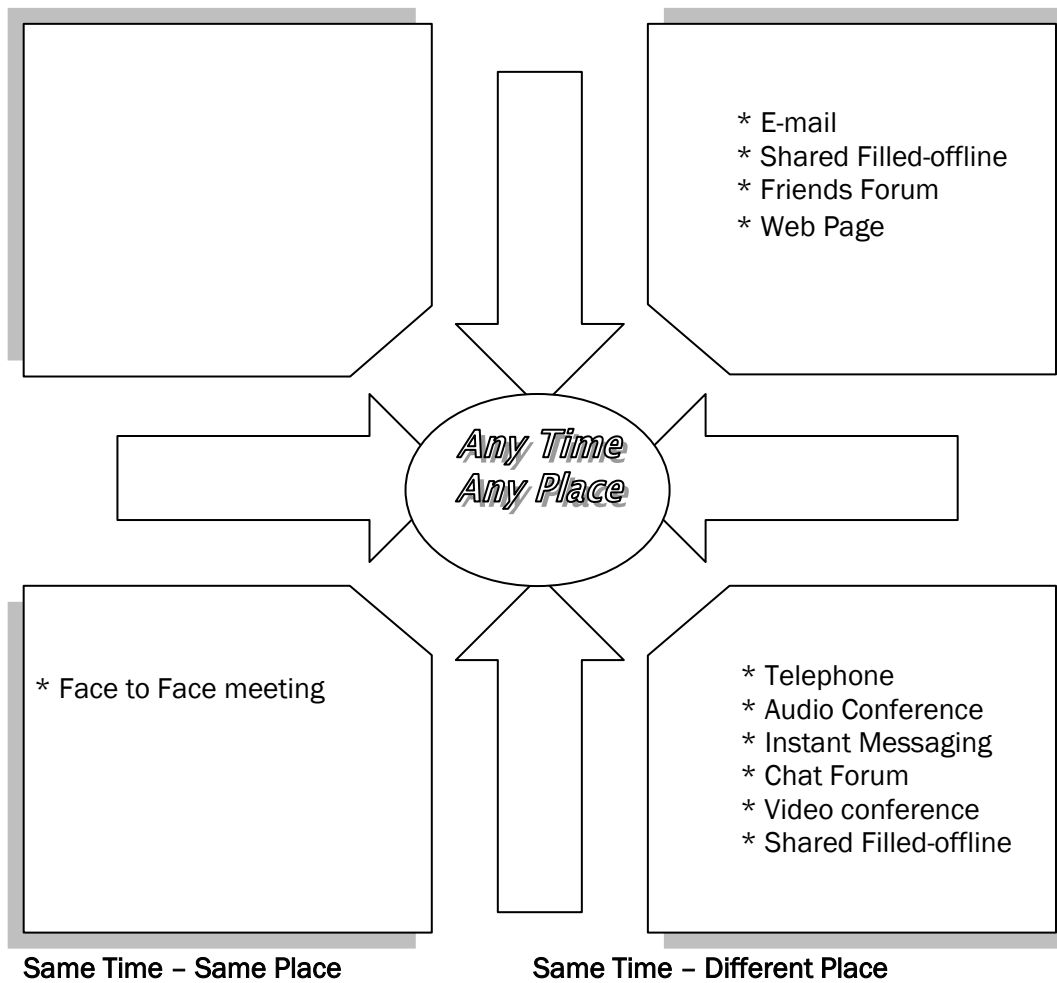 * E-mail
* Shared Filled-offline
* Friends Forum
* Web Page
Any Time
Any Place
* Face to Face meeting
* Telephone
* Audio Conference
* Instant Messaging
* Chat Forum
* Video conference
* Shared Filled-offline
Same Time – Same Place
Same Time – Different Place